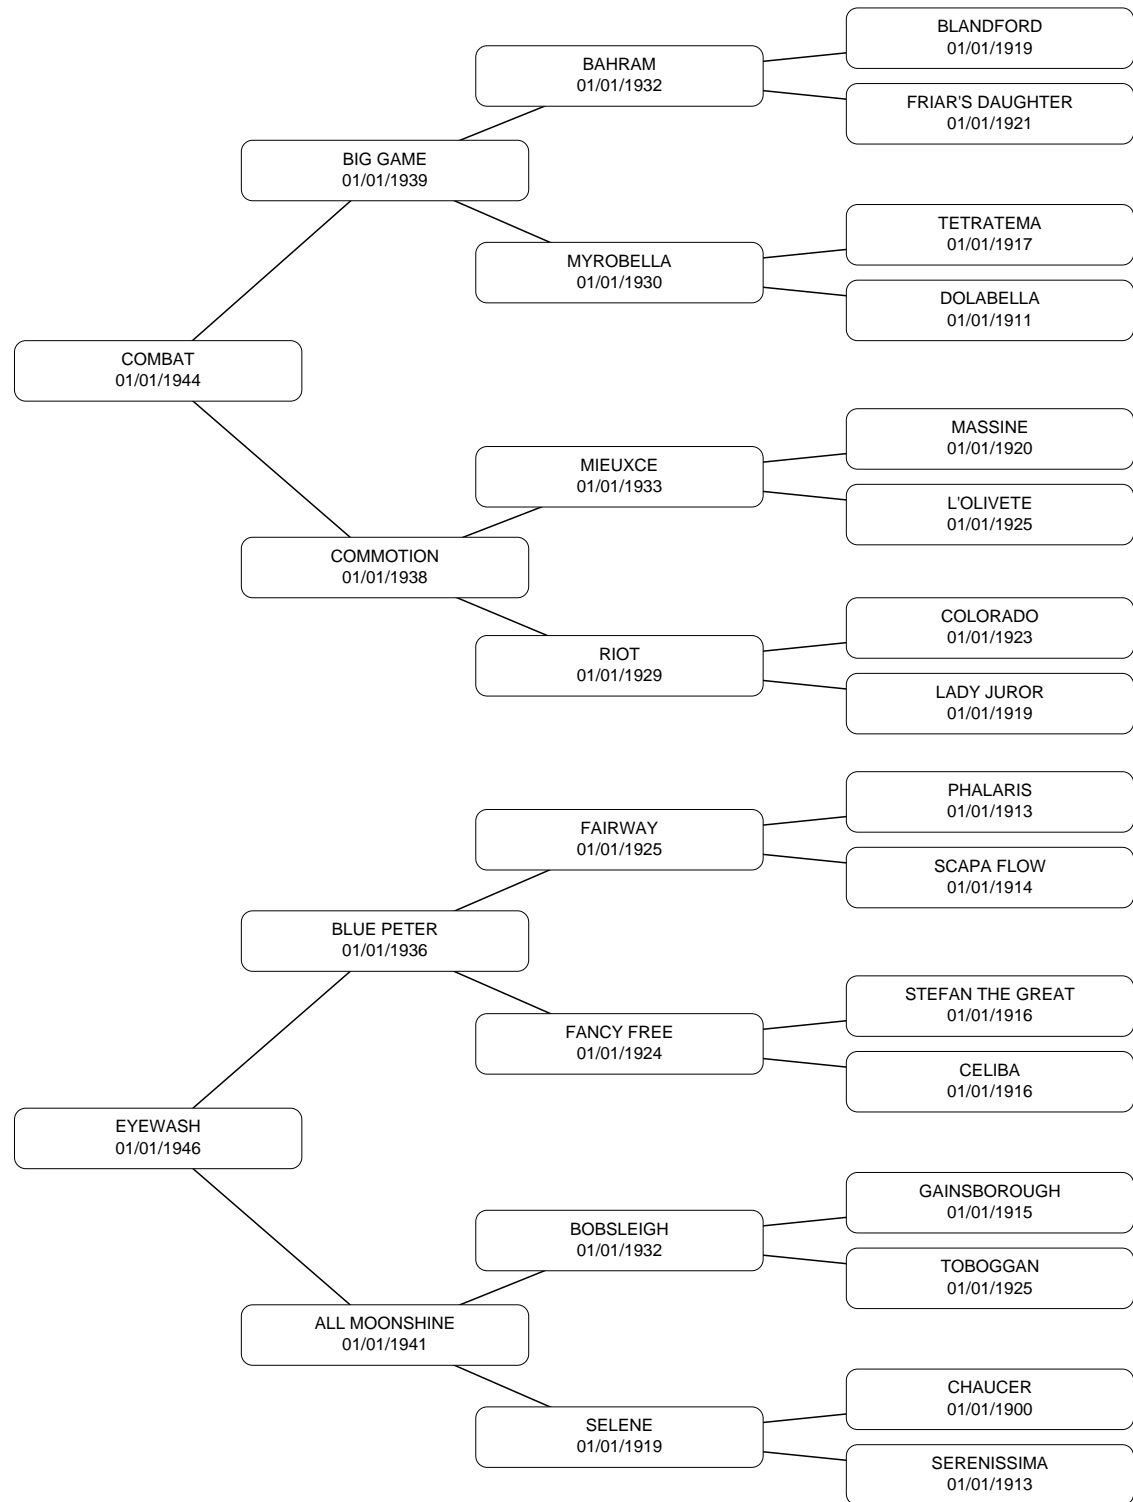 BLANDFORD
01/01/1919
BAHRAM
01/01/1932
FRIAR'S DAUGHTER
01/01/1921
BIG GAME
01/01/1939
TETRATEMA
01/01/1917
MYROBELLA
01/01/1930
DOLABELLA
01/01/1911
COMBAT
01/01/1944
MASSINE
01/01/1920
MIEUXCE
01/01/1933
L'OLIVETE
01/01/1925
COMMOTION
01/01/1938
COLORADO
01/01/1923
RIOT
01/01/1929
LADY JUROR
01/01/1919
PHALARIS
01/01/1913
FAIRWAY
01/01/1925
SCAPA FLOW
01/01/1914
BLUE PETER
01/01/1936
STEFAN THE GREAT
01/01/1916
FANCY FREE
01/01/1924
CELIBA
01/01/1916
EYEWASH
01/01/1946
GAINSBOROUGH
01/01/1915
BOBSLEIGH
01/01/1932
TOBOGGAN
01/01/1925
ALL MOONSHINE
01/01/1941
CHAUCER
01/01/1900
SELENE
01/01/1919
SERENISSIMA
01/01/1913